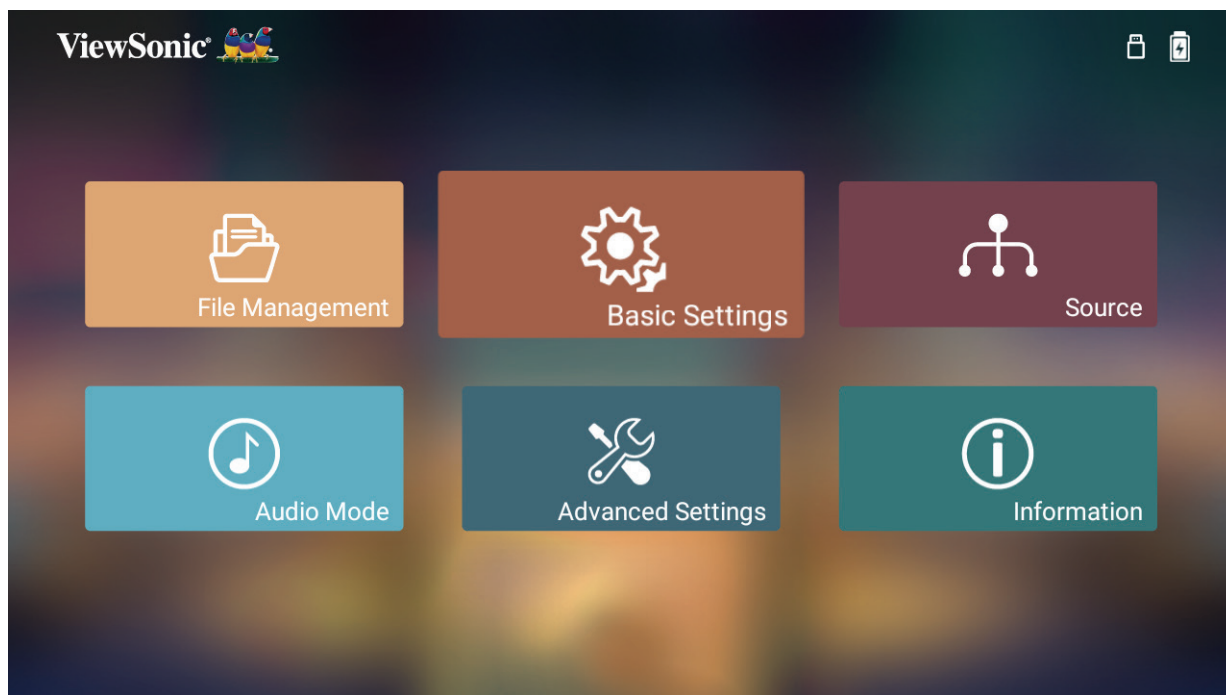 ViewSonic®
File Management
Basic Settings
Source
Audio Mode
Advanced Settings
Information